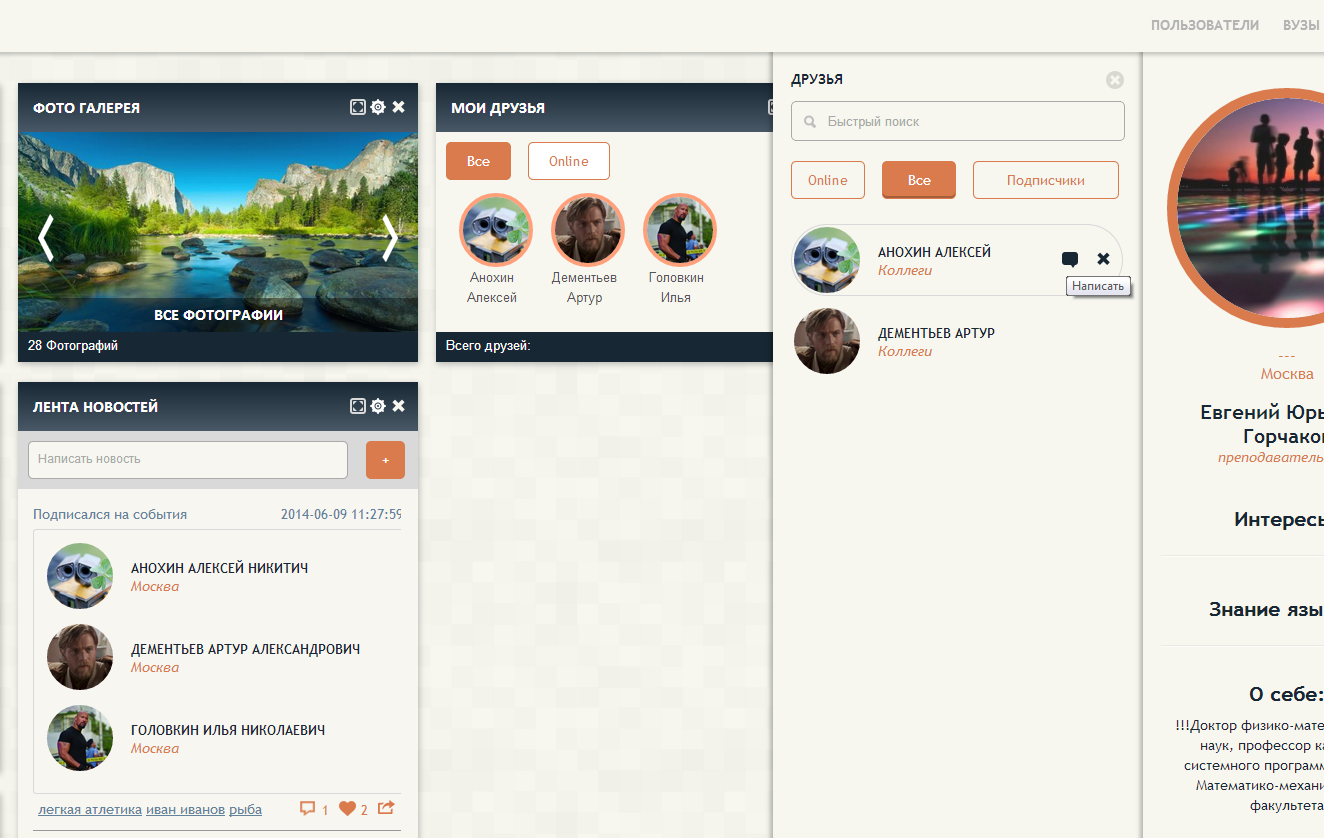 ПОЛЬЗОВАТЕЛИ ВУЗЫ
ФОТО ГАЛЕРЕЯ
ВСЕ ФОТОГРАФИИ
28 Фотографий
МОИ ДРУЗЬЯ
Все Online
Анохин Алексей
Дементьев Артур
Головкин Илья
Всего друзей:
ЛЕНТА НОВОСТЕЙ
Написать новость +
Подписался на события 2014-06-09 11:27:59
АНОХИН АЛЕКСЕЙ НИКИТИЧ
Москва
ДЕМЕНТЬЕВ АРТУР АЛЕКСАНДРОВИЧ
Москва
ГОЛОВКИН ИЛЬЯ НИКОЛАЕВИЧ
Москва
легкая атлетика иван иванов рыба 1 2
ДРУЗЬЯ
Быстрый поиск
Online Все Подписчики
АНОХИН АЛЕКСЕЙ
Коллеги
Написать
ДЕМЕНТЬЕВ АРТУР
Коллеги
---
Москва
Евгений Юрь
Горчаков
преподаватель
Интересы
Знание язы
О себе:
!!!Доктор физико-мате
наук, профессор ка
системного программ
Математико-механи
факультета